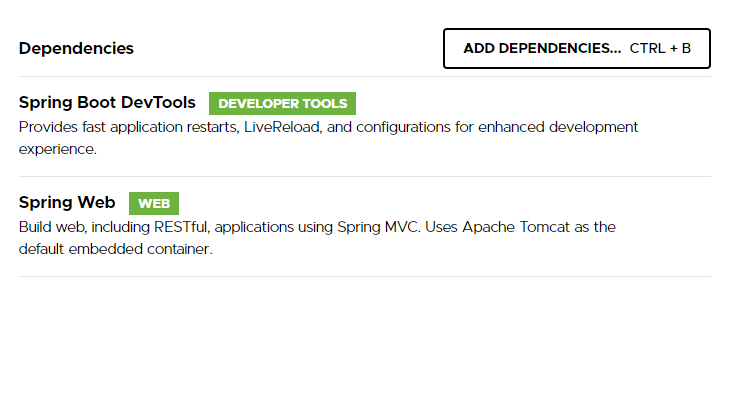 Dependencies
ADD DEPENDENCIES... CTRL + B
Spring Boot DevTools DEVELOPER TOOLS
Provides fast application restarts, LiveReload, and configurations for enhanced development
experience.
Spring Web WEB
Build web, including RESTful, applications using Spring MVC. Uses Apache Tomcat as the
default embedded container.